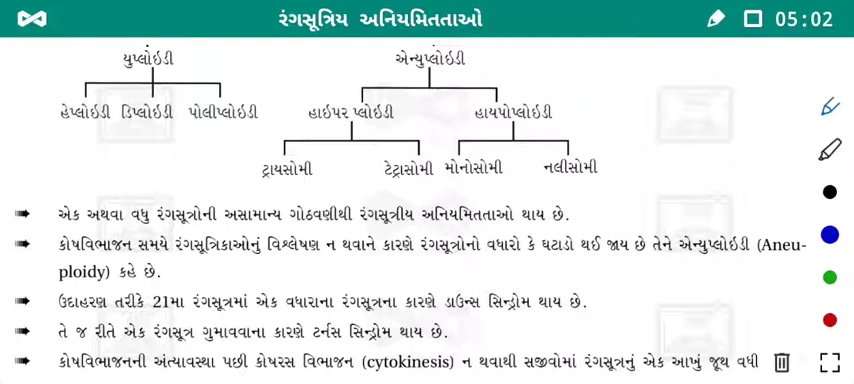 રંગસૂત્રિય અનિયમિતતાઓ
05:02
યુપ્લોઇડી એન્યુપ્લોઇડી
હેપ્લોઇડી ડિપ્લોઇડી પોલીપ્લોઇડી હાઇપર પ્લોઇડી હાયપોપ્લોઇડી
ટ્રાયસોમી ટેટ્રાસોમી મોનોસોમી નલીસોમી
એક અથવા વધુ રંગસૂત્રોની અસામાન્ય ગોઠવણીથી રંગસૂત્રીય અનિયમિતતાઓ થાય છે.
કોષવિભાજન સમયે રંગસૂત્રિકાઓનું વિશ્લેષણ ન થવાને કારણે રંગસૂત્રોનો વધારો કે ઘટાડો થઈ જાય છે તેને એન્યુપ્લોઇડી (Aneu-
ploidy) કહે છે.
ઉદાહરણ તરીકે 21મા રંગસૂત્રમાં એક વધારાના રંગસૂત્રના કારણે ડાઉન્સ સિન્ડ્રોમ થાય છે.
તે જ રીતે એક રંગસૂત્ર ગુમાવવાના કારણે ટર્નસ સિન્ડ્રોમ થાય છે.
કોષવિભાજનની અંત્યાવસ્થા પછી કોષરસ વિભાજન (cytokinesis) ન થવાથી સજીવોમાં રંગસૂત્રનું એક આખું જૂથ વધી